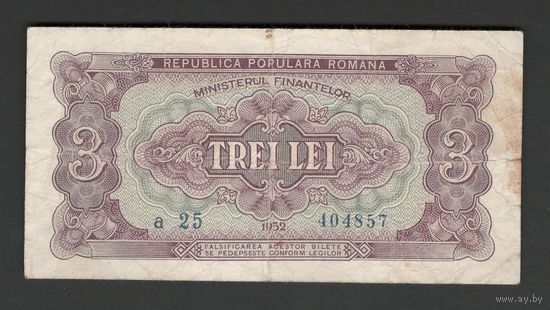 REPUBLICA POPULARA ROMANA
MINISTERUL FINANTELOR
3 TREI LEI 3
a 25 1952 404857
FALSIFICAREA ACESTOR BILETE
SE PEDEPSESTE CONFORM LEGILOR
www.ay.by